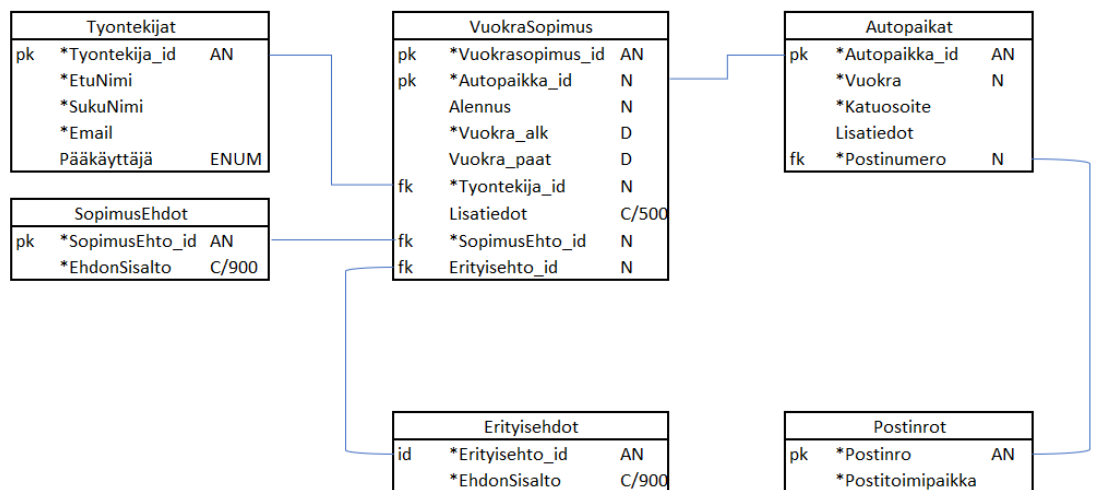 Tyontekijat
pk *Tyontekija_id AN
*EtuNimi
*SukuNimi
*Email
Pääkäyttäjä ENUM
SopimusEhdot
pk *SopimusEhto_id AN
*EhdonSisalto C/900
VuokraSopimus
pk *Vuokrasopimus_id AN
pk *Autopaikka_id N
Alennus N
*Vuokra_alk D
Vuokra_paat D
fk *Tyontekija_id N
Lisatiedot C/500
fk *SopimusEhto_id N
fk Erityisehto_id N
Autopaikat
pk *Autopaikka_id AN
*Vuokra N
*Katuosoite
Lisatiedot
fk *Postinumero N
Erityisehdot
id *Erityisehto_id AN
*EhdonSisalto C/900
Postinrot
pk *Postinro AN
*Postitoimipaikka